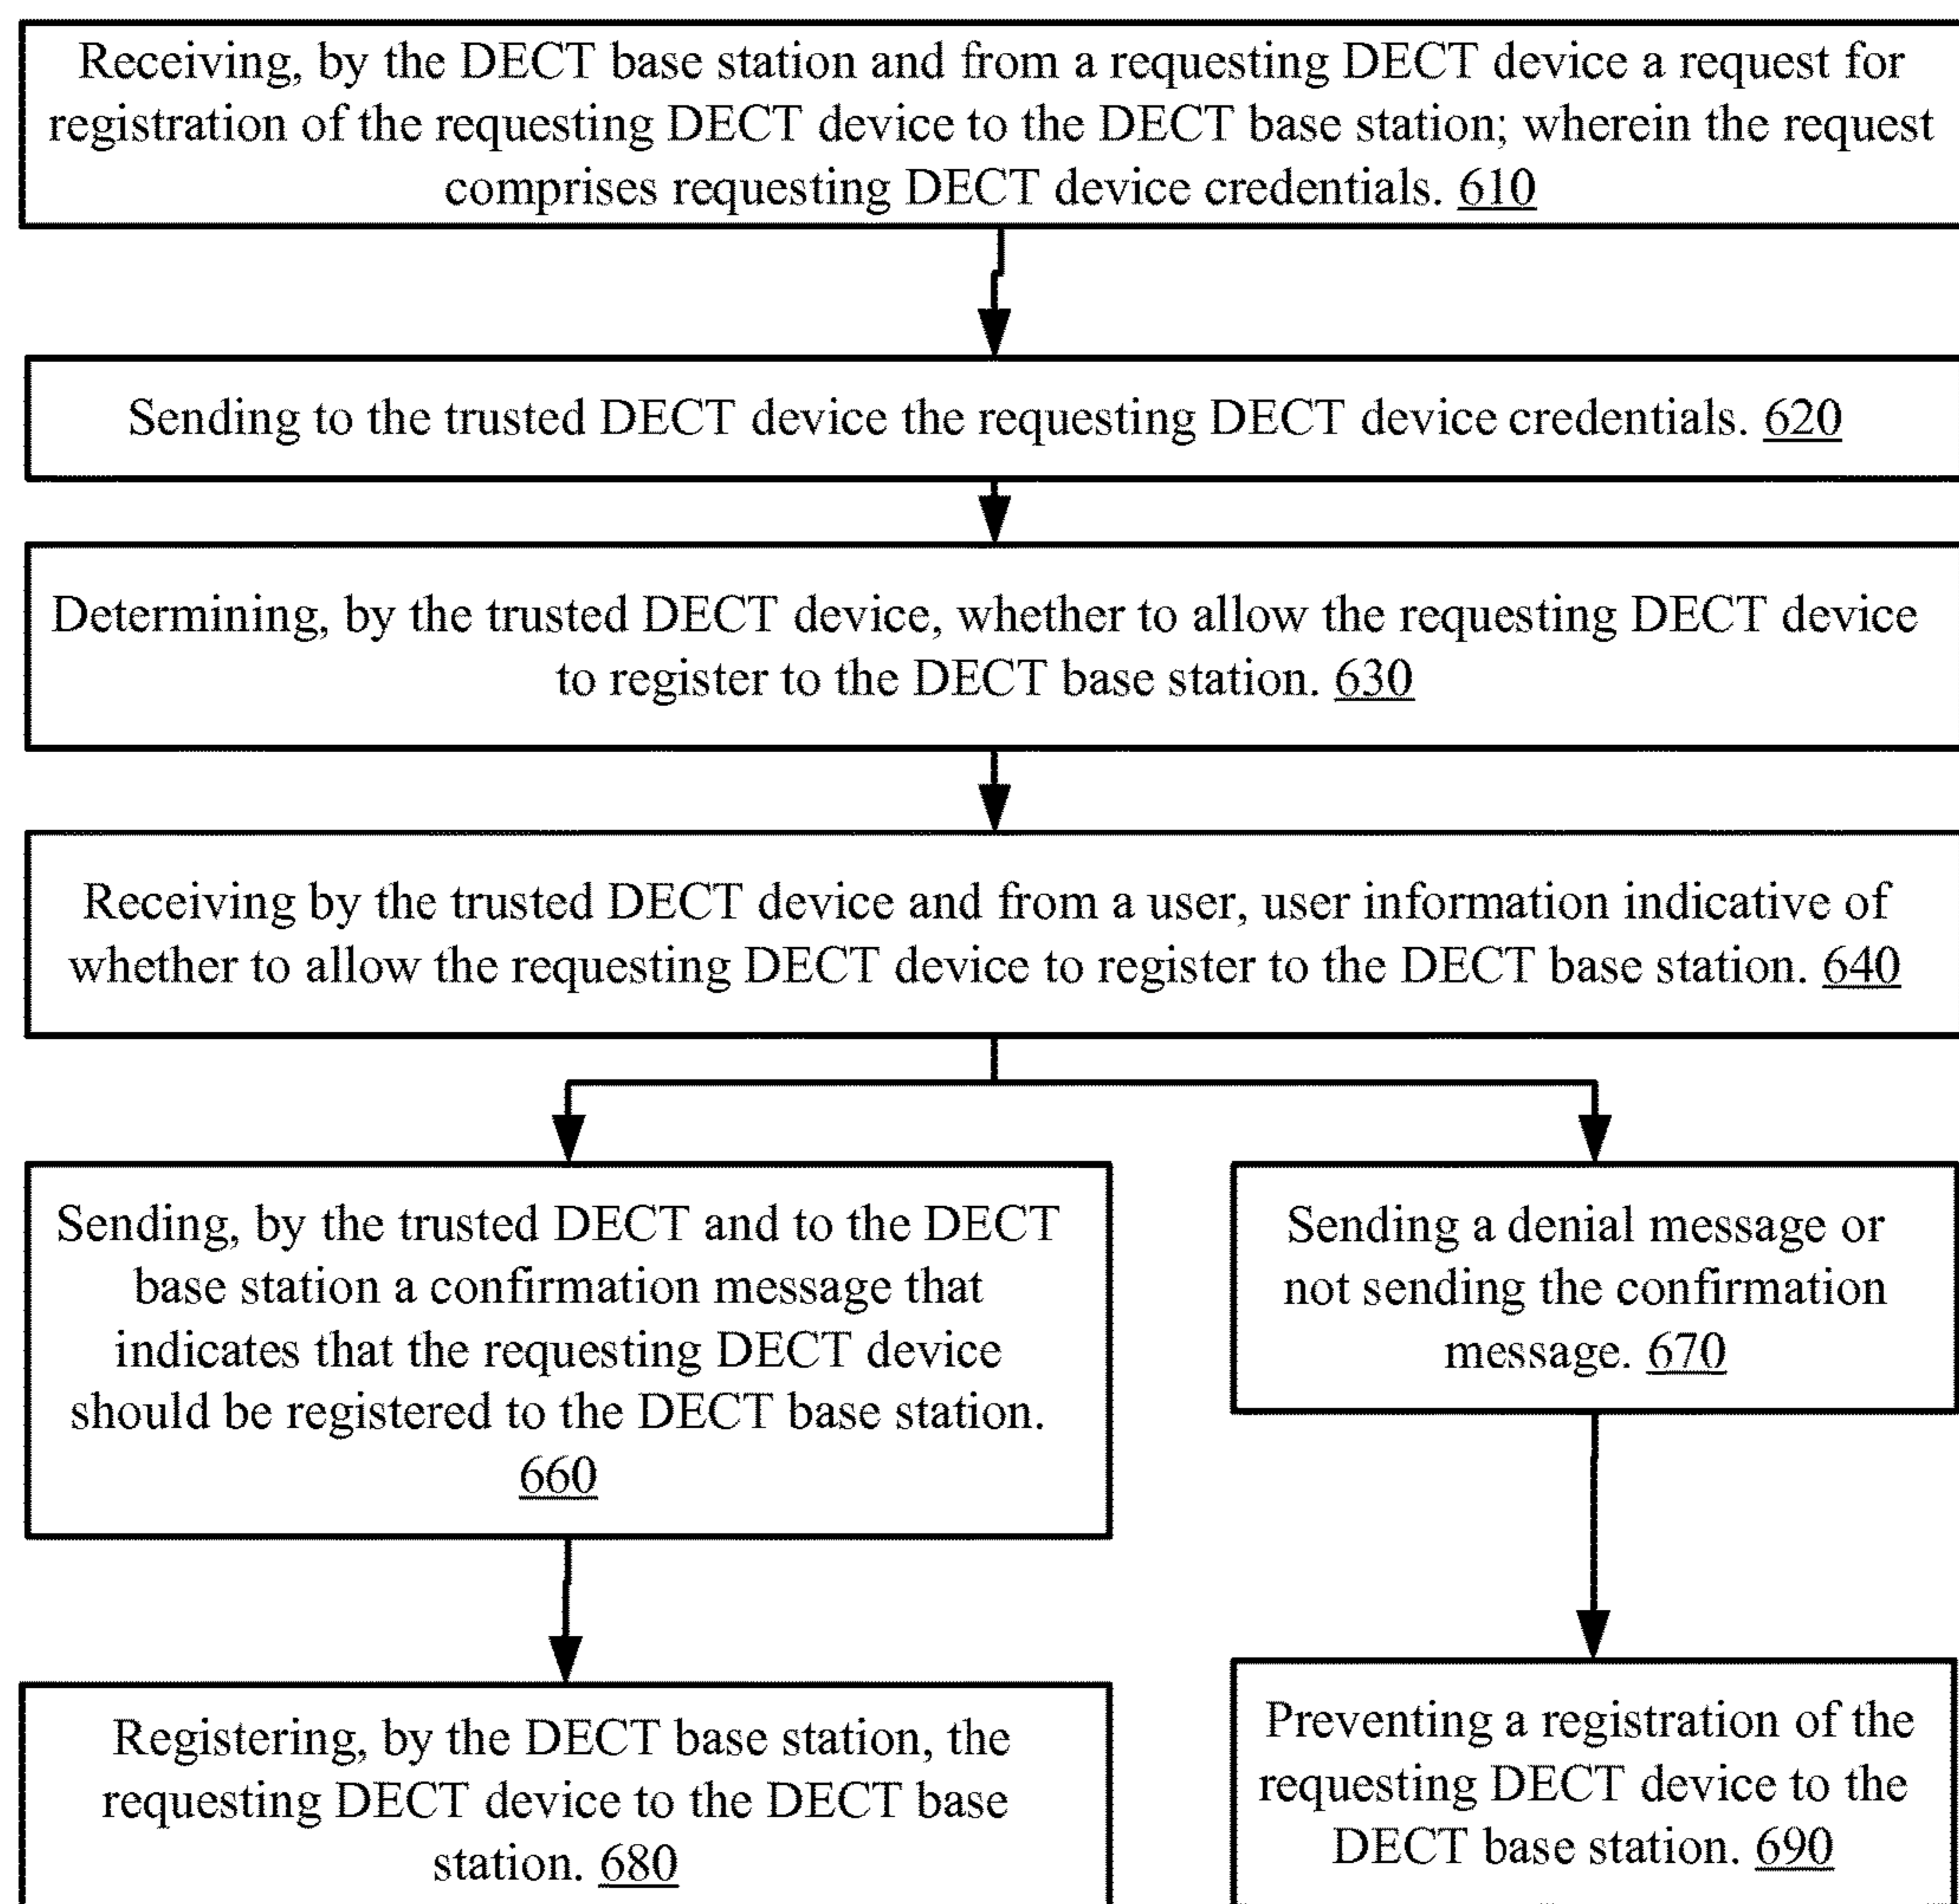 Receiving, by the DECT base station and from a requesting DECT device a request for
registration of the requesting DECT device to the DECT base station; wherein the request
comprises requesting DECT device credentials. 610
Sending to the trusted DECT device the requesting DECT device credentials. 620
Determining, by the trusted DECT device, whether to allow the requesting DECT device
to register to the DECT base station. 630
Receiving by the trusted DECT device and from a user, user information indicative of
whether to allow the requesting DECT device to register to the DECT base station. 640
Sending, by the trusted DECT and to the DECT
base station a confirmation message that
indicates that the requesting DECT device
should be registered to the DECT base station.
660
Sending a denial message or
not sending the confirmation
message. 670
Registering, by the DECT base station, the
requesting DECT device to the DECT base
station. 680
Preventing a registration of the
requesting DECT device to the
DECT base station. 690